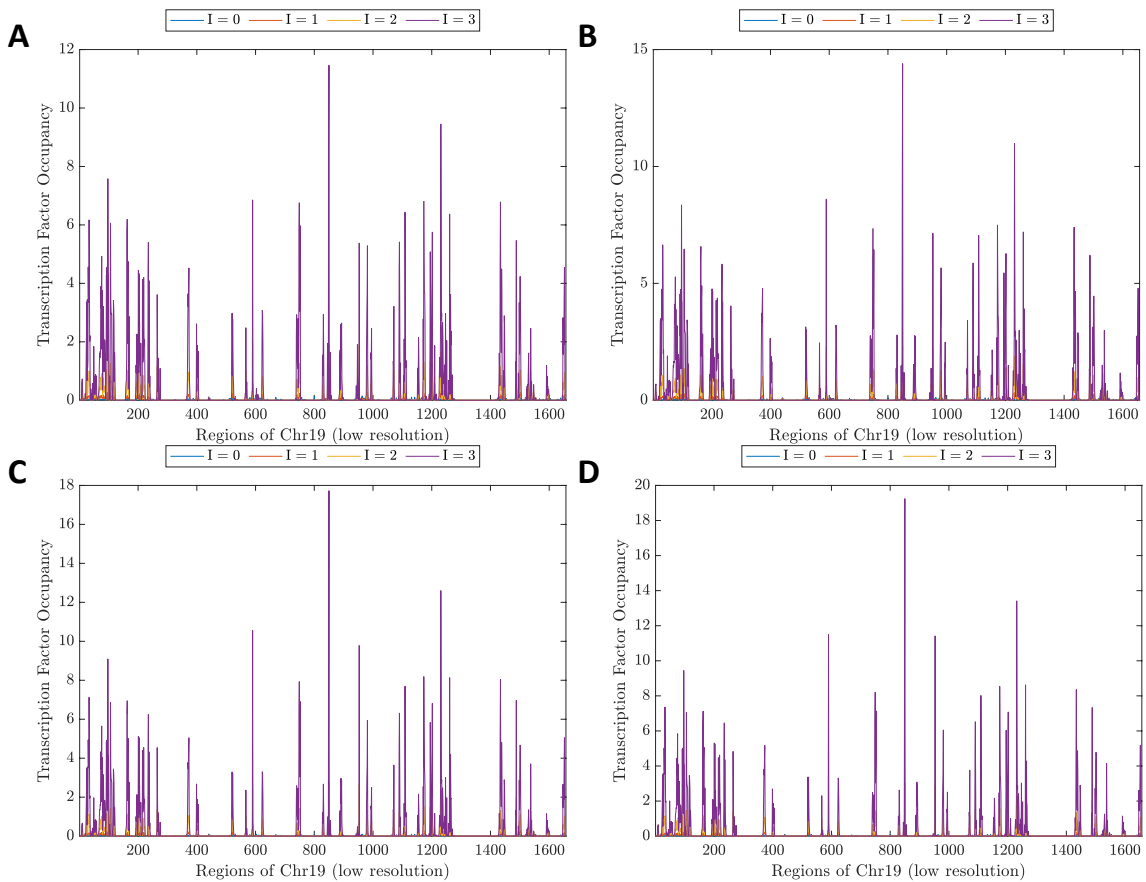 A
I = 0 I = 1 I = 2 I = 3
12
10
8
6
4
2
0
Transcription Factor Occupancy
200 400 600 800 1000 1200 1400 1600
Regions of Chr19 (low resolution)
B
I = 0 I = 1 I = 2 I = 3
15
10
5
0
Transcription Factor Occupancy
200 400 600 800 1000 1200 1400 1600
Regions of Chr19 (low resolution)
C
I = 0 I = 1 I = 2 I = 3
18
16
14
12
10
8
6
4
2
0
Transcription Factor Occupancy
200 400 600 800 1000 1200 1400 1600
Regions of Chr19 (low resolution)
D
I = 0 I = 1 I = 2 I = 3
20
18
16
14
12
10
8
6
4
2
0
Transcription Factor Occupancy
200 400 600 800 1000 1200 1400 1600
Regions of Chr19 (low resolution)